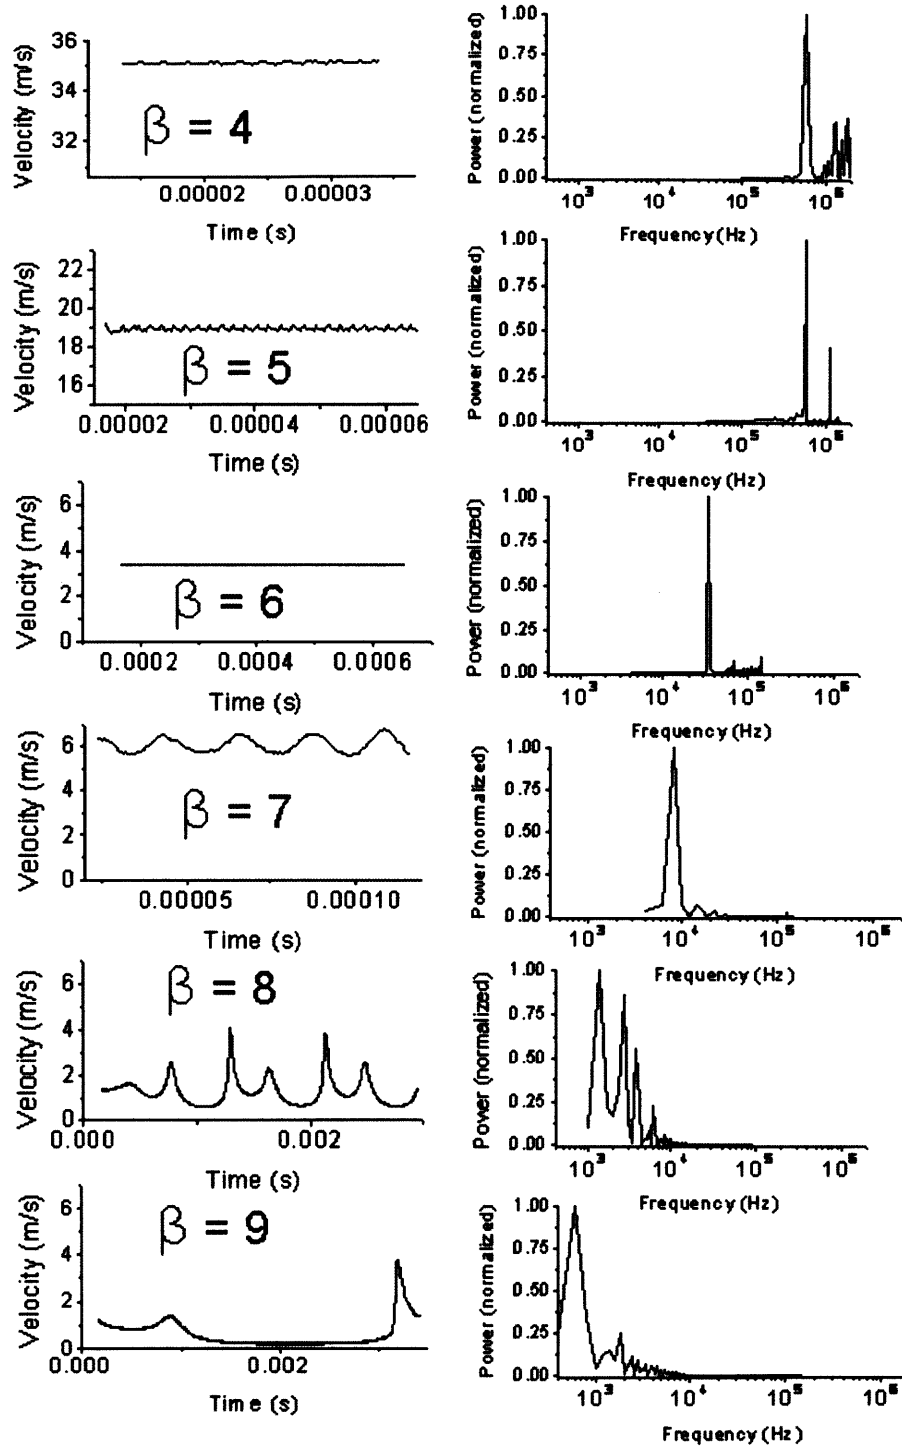 36
34
32
Velocity (m/s)
β = 4
0.00002 0.00003
Time (s)
1.00
0.75
0.50
0.25
0.00
Power (normalized)
10³ 10⁴ 10⁵ 10⁶
Frequency (Hz)
22
20
18
16
Velocity (m/s)
β = 5
0.00002 0.00004 0.00006
Time (s)
1.00
0.75
0.50
0.25
0.00
Power (normalized)
10³ 10⁴ 10⁵ 10⁶
Frequency (Hz)
6
4
2
0
Velocity (m/s)
β = 6
0.0002 0.0004 0.0006
Time (s)
1.00
0.75
0.50
0.25
0.00
Power (normalized)
10³ 10⁴ 10⁵ 10⁶
Frequency (Hz)
6
4
2
0
Velocity (m/s)
β = 7
0.00005 0.00010
Time (s)
1.00
0.75
0.50
0.25
0.00
Power (normalized)
10³ 10⁴ 10⁵ 10⁶
Frequency (Hz)
6
4
2
0
Velocity (m/s)
β = 8
0.000 0.002
Time (s)
1.00
0.75
0.50
0.25
0.00
Power (normalized)
10³ 10⁴ 10⁵ 10⁶
Frequency (Hz)
6
4
2
0
Velocity (m/s)
β = 9
0.000 0.002
Time (s)
1.00
0.75
0.50
0.25
0.00
Power (normalized)
10³ 10⁴ 10⁵ 10⁶
Frequency (Hz)